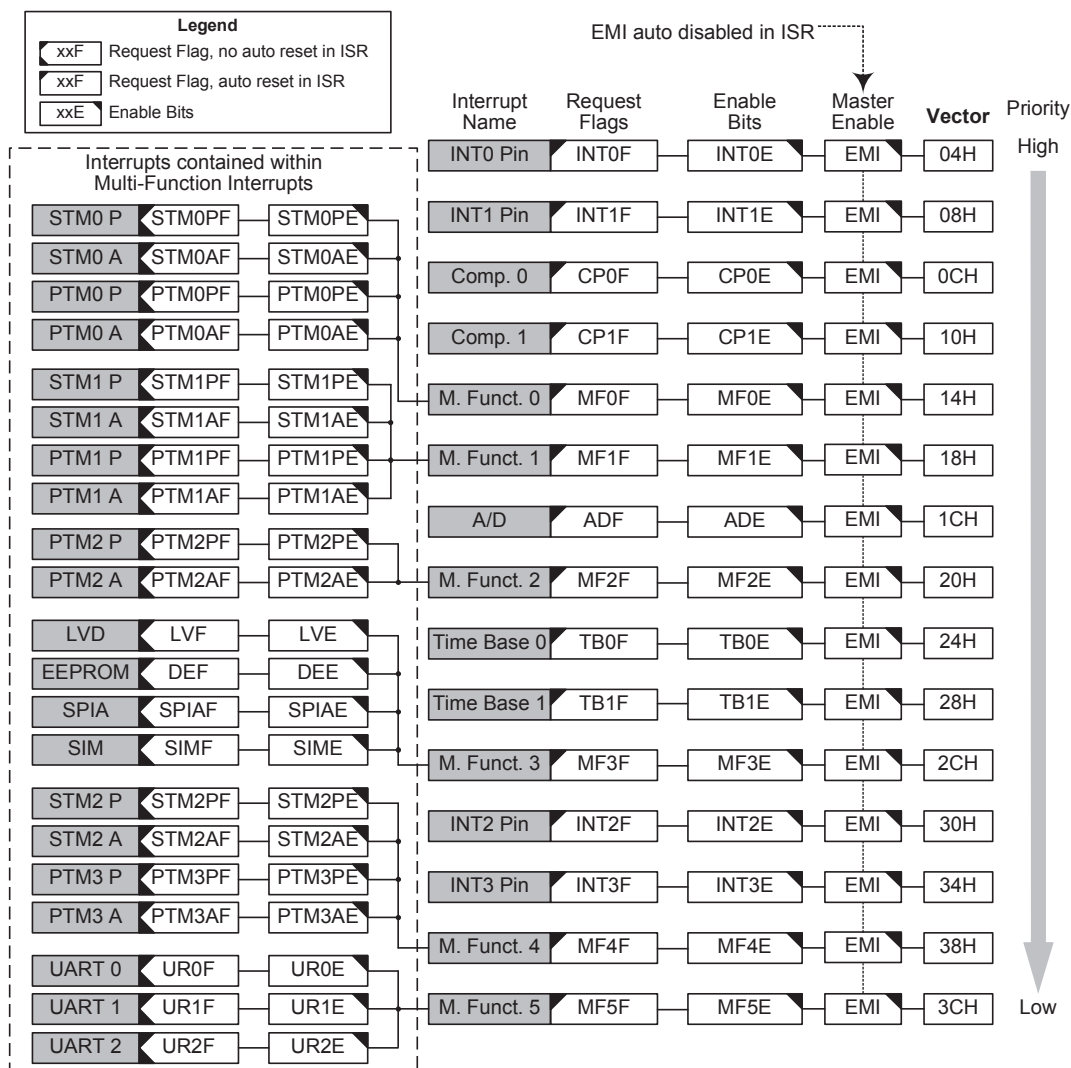 Legend
xxF Request Flag, no auto reset in ISR
xxF Request Flag, auto reset in ISR
xxE Enable Bits
EMI auto disabled in ISR
Interrupt Name Request Flags Enable Bits Master Enable Vector Priority
High
INT0 Pin INT0F INT0E EMI 04H
INT1 Pin INT1F INT1E EMI 08H
Comp. 0 CP0F CP0E EMI 0CH
Comp. 1 CP1F CP1E EMI 10H
M. Funct. 0 MF0F MF0E EMI 14H
M. Funct. 1 MF1F MF1E EMI 18H
A/D ADF ADE EMI 1CH
M. Funct. 2 MF2F MF2E EMI 20H
Time Base 0 TB0F TB0E EMI 24H
Time Base 1 TB1F TB1E EMI 28H
M. Funct. 3 MF3F MF3E EMI 2CH
INT2 Pin INT2F INT2E EMI 30H
INT3 Pin INT3F INT3E EMI 34H
M. Funct. 4 MF4F MF4E EMI 38H
M. Funct. 5 MF5F MF5E EMI 3CH
Low
Interrupts contained within
Multi-Function Interrupts
STM0 P STM0PF STM0PE
STM0 A STM0AF STM0AE
PTM0 P PTM0PF PTM0PE
PTM0 A PTM0AF PTM0AE
STM1 P STM1PF STM1PE
STM1 A STM1AF STM1AE
PTM1 P PTM1PF PTM1PE
PTM1 A PTM1AF PTM1AE
PTM2 P PTM2PF PTM2PE
PTM2 A PTM2AF PTM2AE
LVD LVF LVE
EEPROM DEF DEE
SPIA SPIAF SPIAE
SIM SIMF SIME
STM2 P STM2PF STM2PE
STM2 A STM2AF STM2AE
PTM3 P PTM3PF PTM3PE
PTM3 A PTM3AF PTM3AE
UART 0 UR0F UR0E
UART 1 UR1F UR1E
UART 2 UR2F UR2E